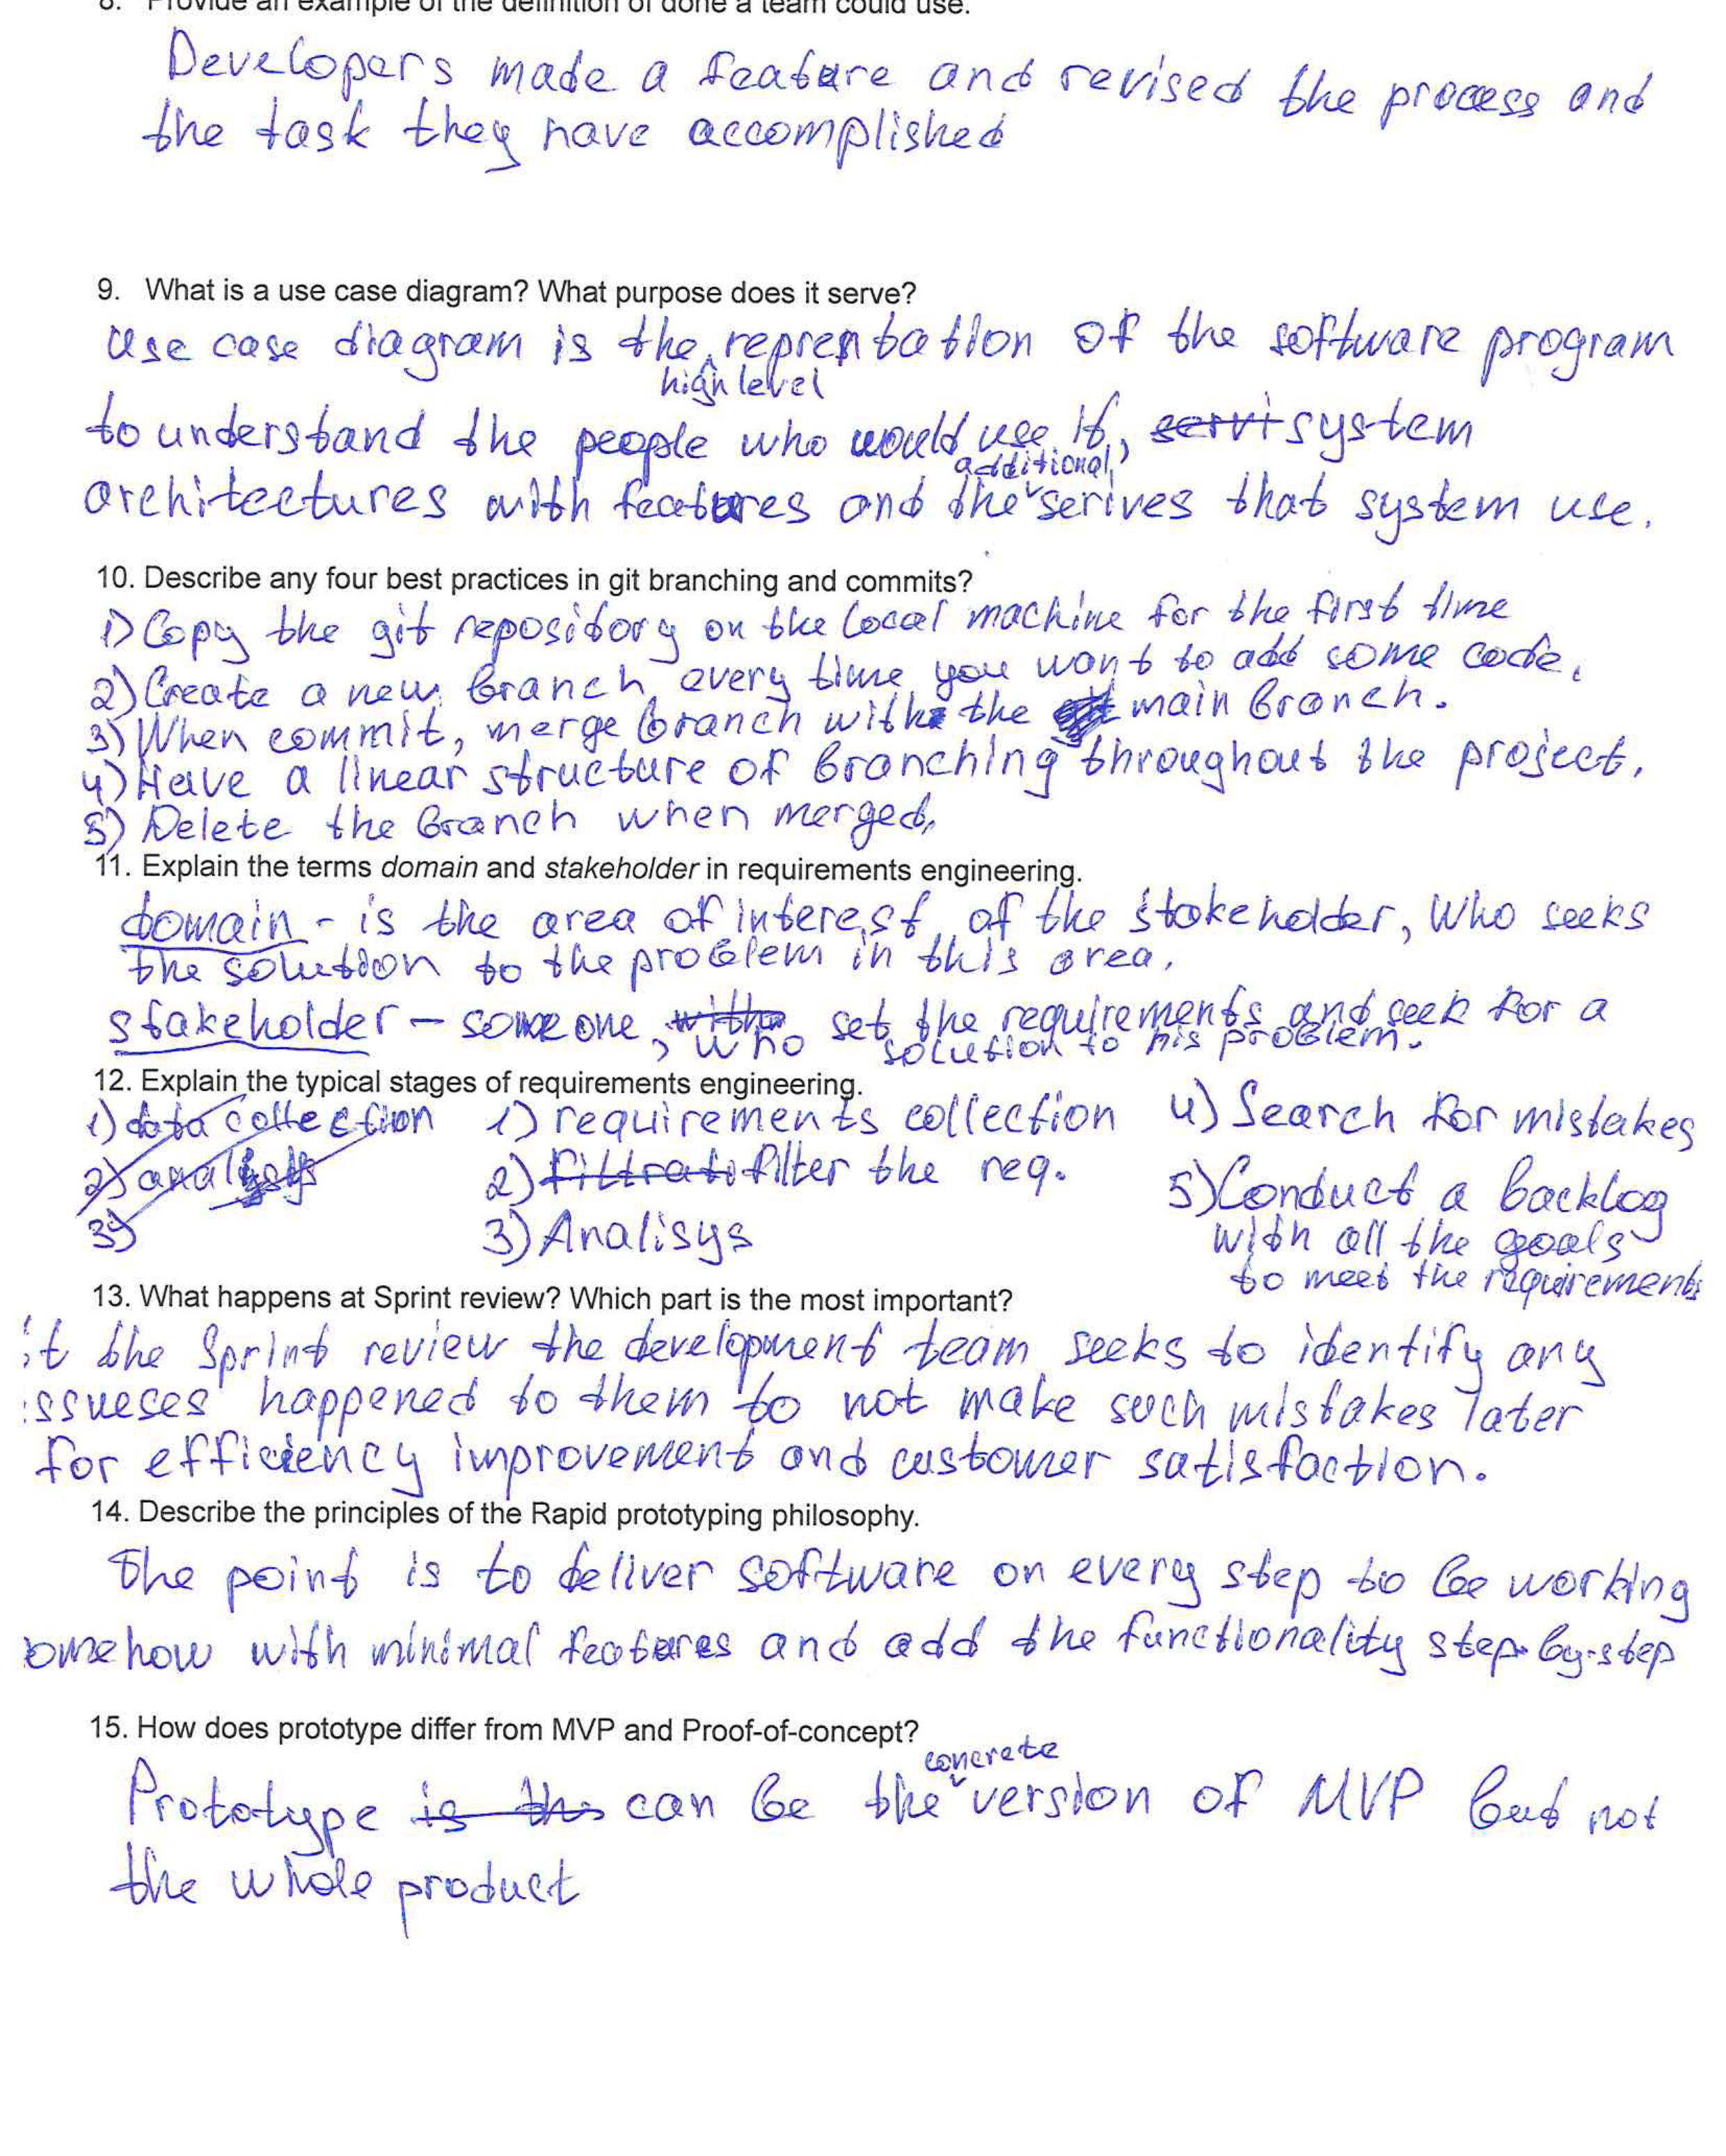 8. Provide an example of the definition of done a team could use.
Developers made a feature and revised the process and
the task they have accomplished
9. What is a use case diagram? What purpose does it serve?
Use case diagram is the high level reprentation of the software program
to understand the people who would use it, servi system
architectures with features and the additional serives that system use.
10. Describe any four best practices in git branching and commits?
1) Copy the git repository on the local machine for the first time
2) Create a new branch every time you want to add some code.
3) When commit, merge branch with the main branch.
4) Have a linear structure of branching throughout the project.
5) Delete the branch when merged.
11. Explain the terms domain and stakeholder in requirements engineering.
domain - is the area of interest of the stakeholder, who seeks
the solution to the problem in this area.
stakeholder - someone, who set the requirements and seek for a
solution to his problem.
12. Explain the typical stages of requirements engineering.
1) data collection
2) analysis
3)
1) requirements collection
2) filtrati filter the req.
3) Analisys
4) Search for mistakes
5) Conduct a backlog
with all the goals
to meet the requirements
13. What happens at Sprint review? Which part is the most important?
t the Sprint review the development team seeks to identify any
issueses happened to them to not make such mistakes later
for efficiency improvement and customer satisfaction.
14. Describe the principles of the Rapid prototyping philosophy.
The point is to deliver software on every step to be working
omehow with minimal features and add the functionality step-by-step
15. How does prototype differ from MVP and Proof-of-concept?
Prototype is the can be the concrete version of MVP but not
the whole product